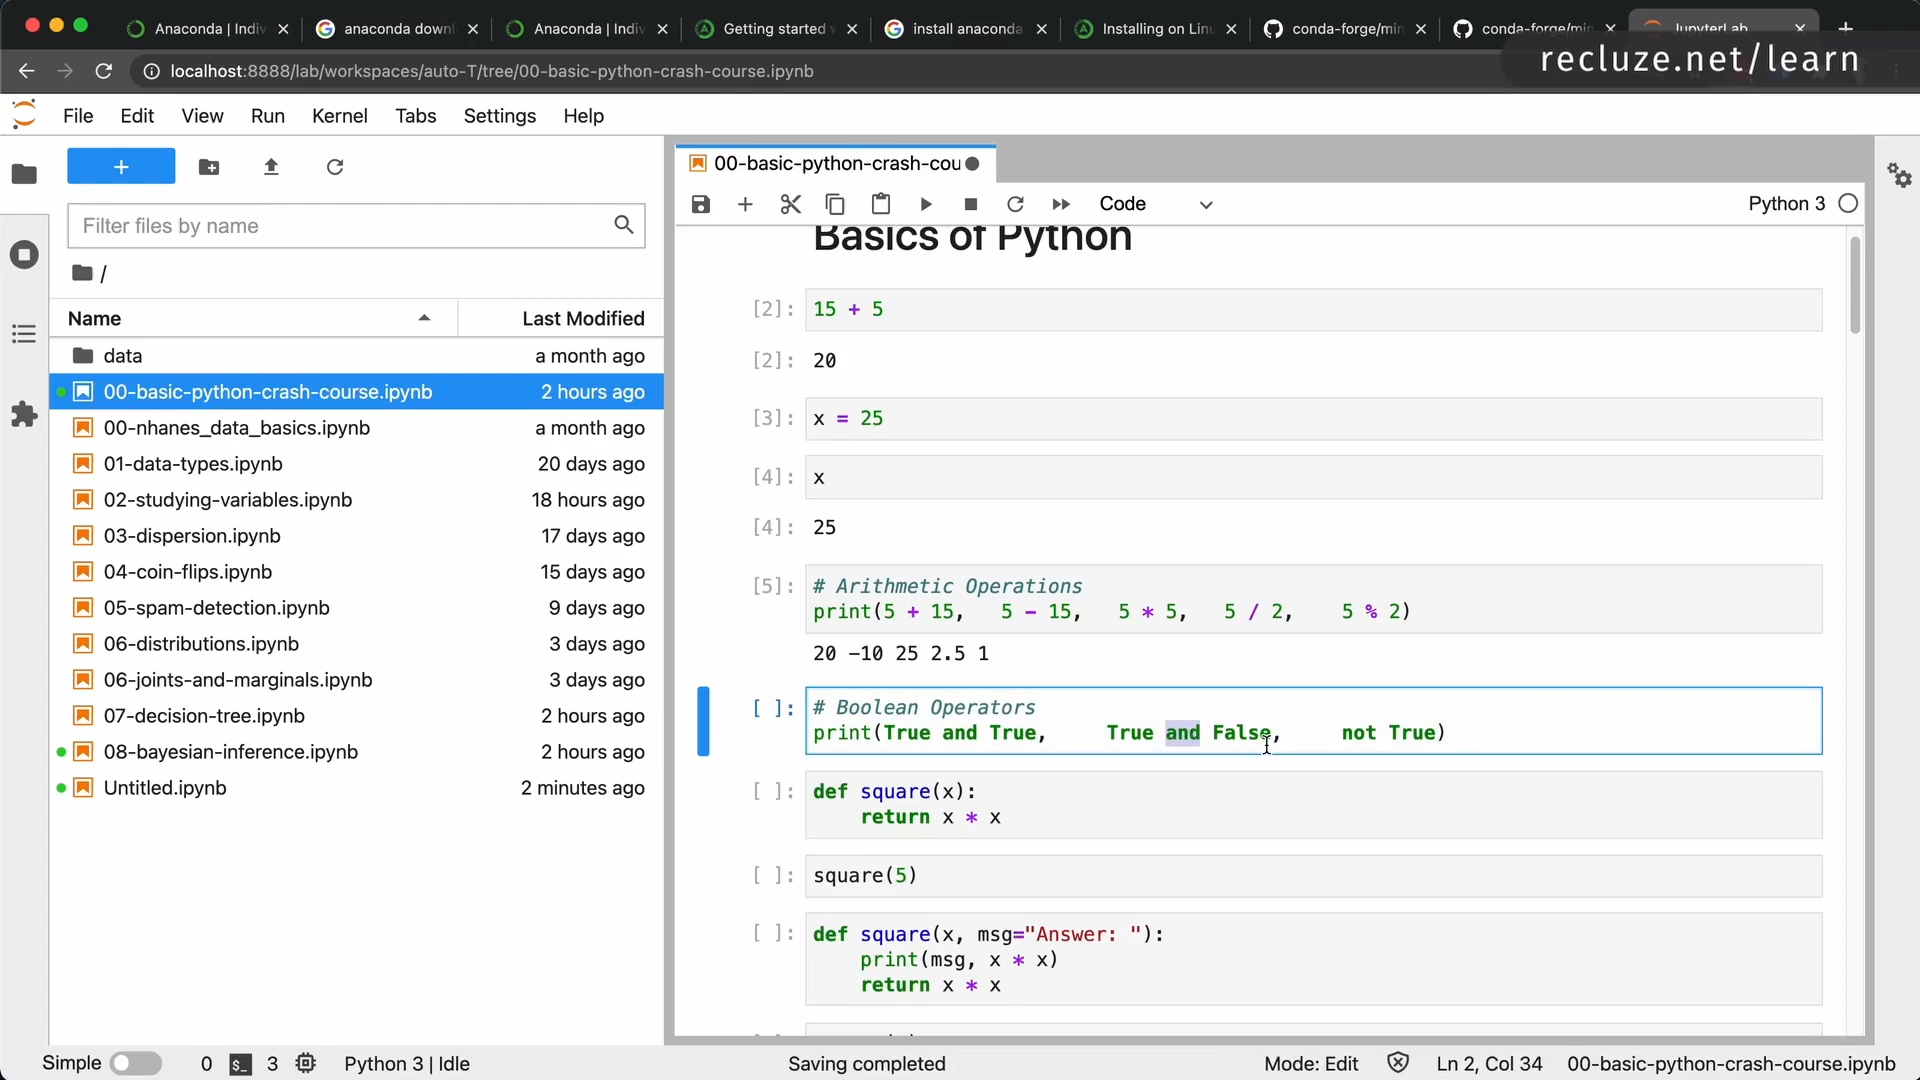 Anaconda | Indiv
anaconda downl
Anaconda | Indiv
Getting started w
install anaconda
Installing on Linu
conda-forge/min
conda-forge/min
JupyterLab
recluze.net/learn
localhost:8888/lab/workspaces/auto-T/tree/00-basic-python-crash-course.ipynb
File Edit View Run Kernel Tabs Settings Help
+
Filter files by name
/
Name Last Modified
data a month ago
00-basic-python-crash-course.ipynb 2 hours ago
00-nhanes_data_basics.ipynb a month ago
01-data-types.ipynb 20 days ago
02-studying-variables.ipynb 18 hours ago
03-dispersion.ipynb 17 days ago
04-coin-flips.ipynb 15 days ago
05-spam-detection.ipynb 9 days ago
06-distributions.ipynb 3 days ago
06-joints-and-marginals.ipynb 3 days ago
07-decision-tree.ipynb 2 hours ago
08-bayesian-inference.ipynb 2 hours ago
Untitled.ipynb 2 minutes ago
00-basic-python-crash-cou
Code
Python 3
Basics of Python
[2]: 15 + 5
[2]: 20
[3]: x = 25
[4]: x
[4]: 25
[5]: # Arithmetic Operations
print(5 + 15,   5 - 15,   5 * 5,   5 / 2,    5 % 2)
20 -10 25 2.5 1
[ ]: # Boolean Operators
print(True and True,     True and False,     not True)
[ ]: def square(x):
    return x * x
[ ]: square(5)
[ ]: def square(x, msg="Answer: "):
    print(msg, x * x)
    return x * x
Simple 0 3 Python 3 | Idle Saving completed Mode: Edit Ln 2, Col 34 00-basic-python-crash-course.ipynb